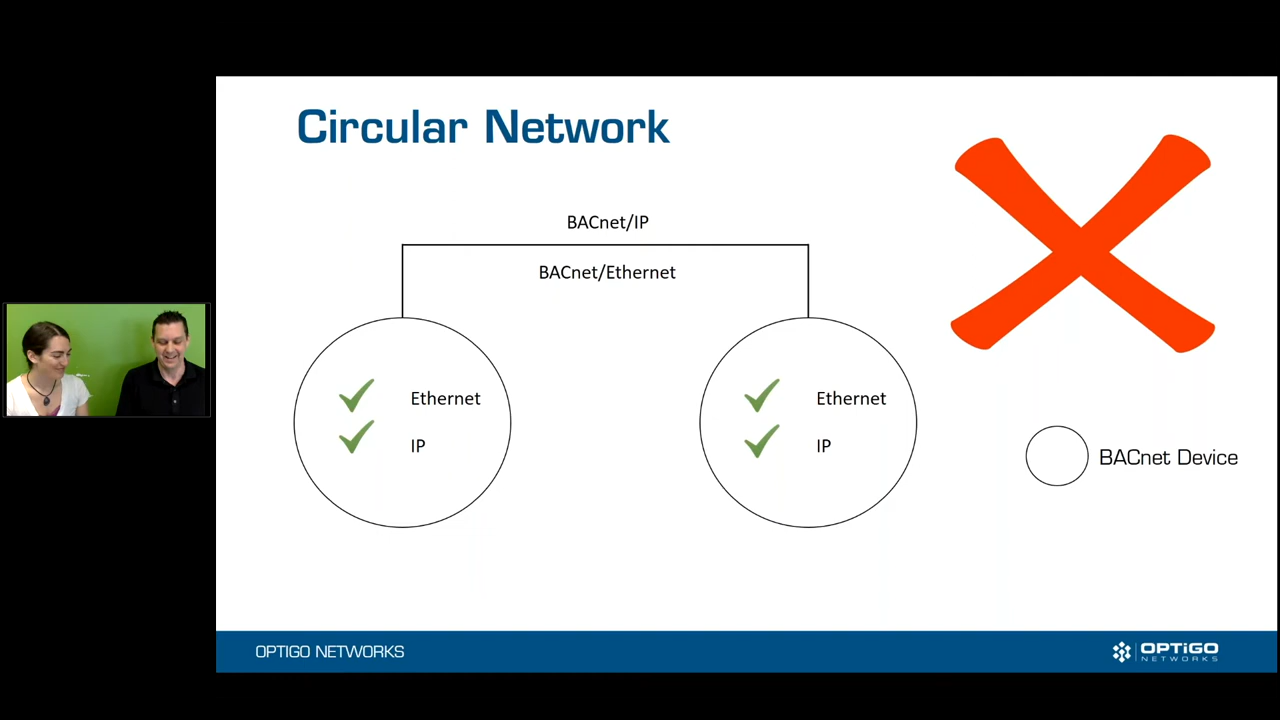 Circular Network
BACnet/IP
BACnet/Ethernet
Ethernet
IP
Ethernet
IP
BACnet Device
OPTIGO NETWORKS
OPTIGO
NETWORKS